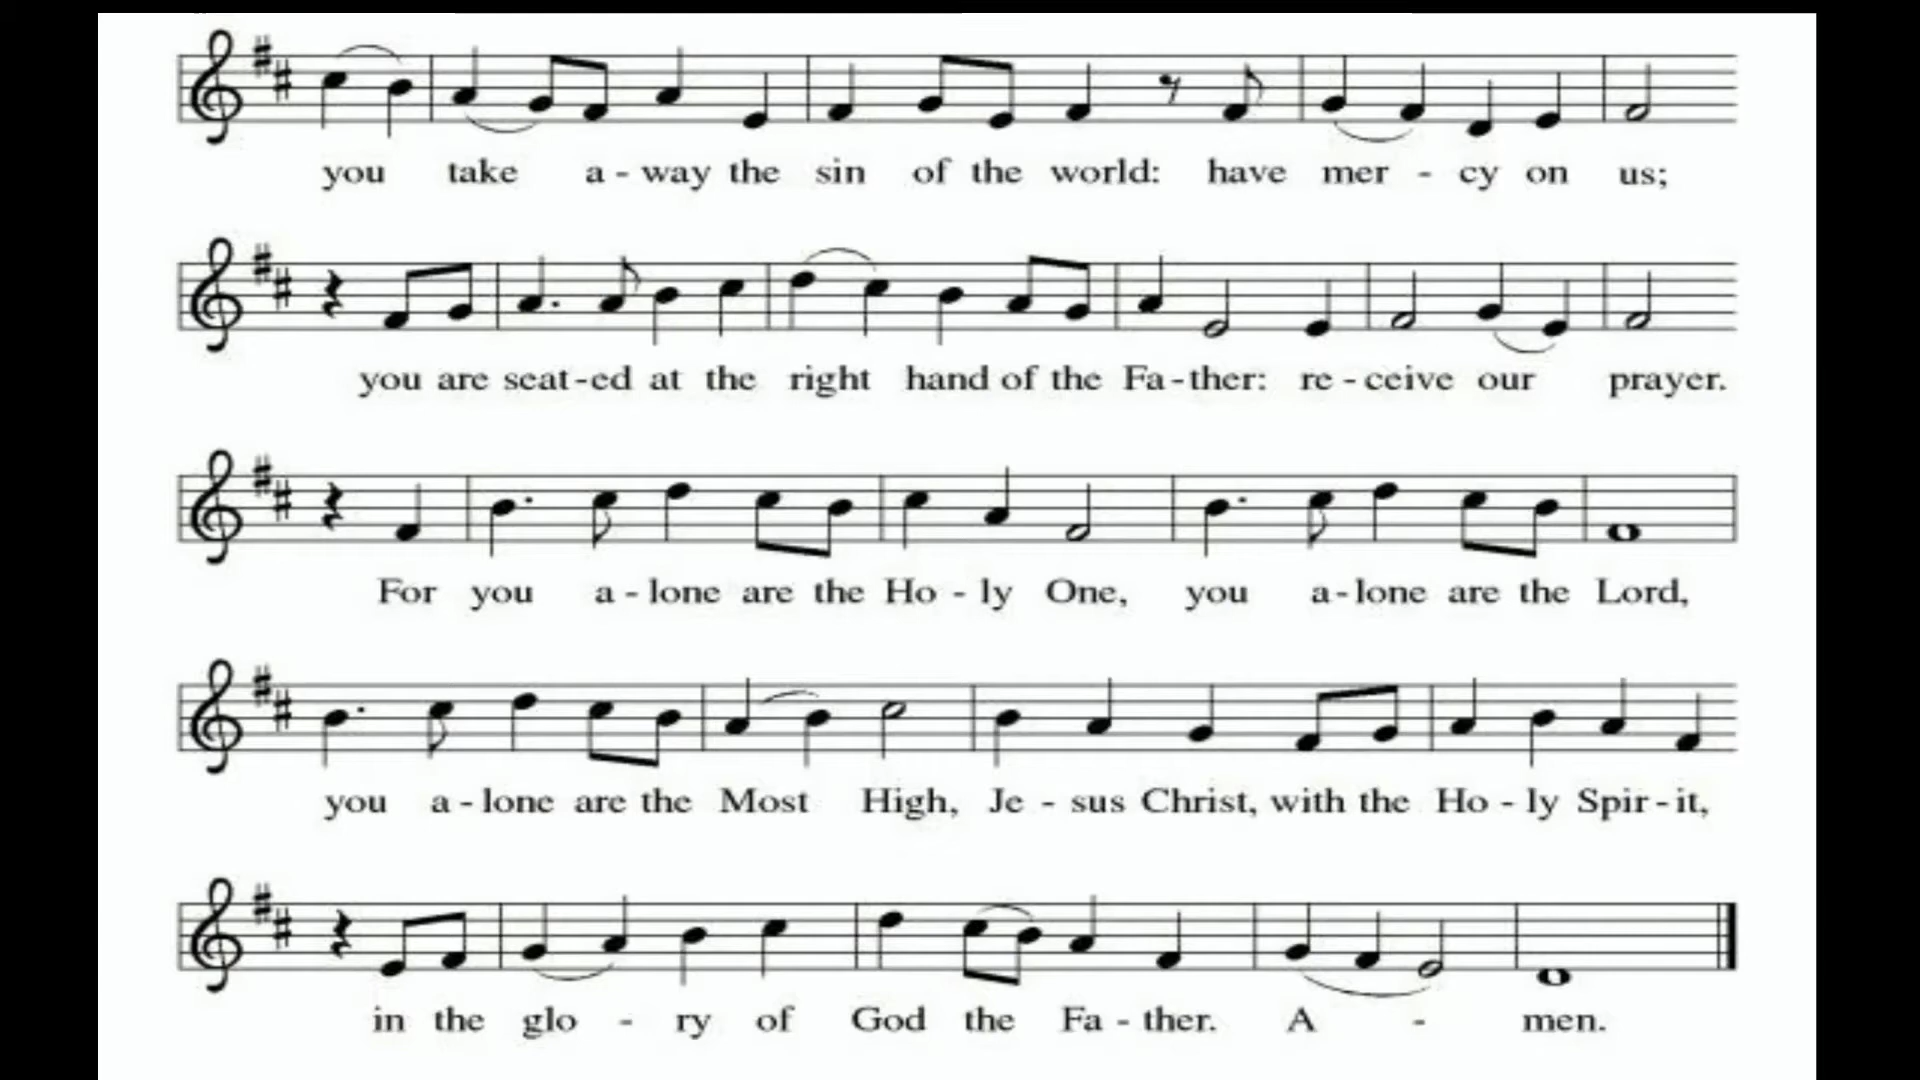 you take a - way the sin of the world: have mer - cy on us;
you are seat - ed at the right hand of the Fa - ther: re - ceive our prayer.
For you a - lone are the Ho - ly One, you a - lone are the Lord,
you a - lone are the Most High, Je - sus Christ, with the Ho - ly Spir - it,
in the glo - ry of God the Fa - ther. A - men.